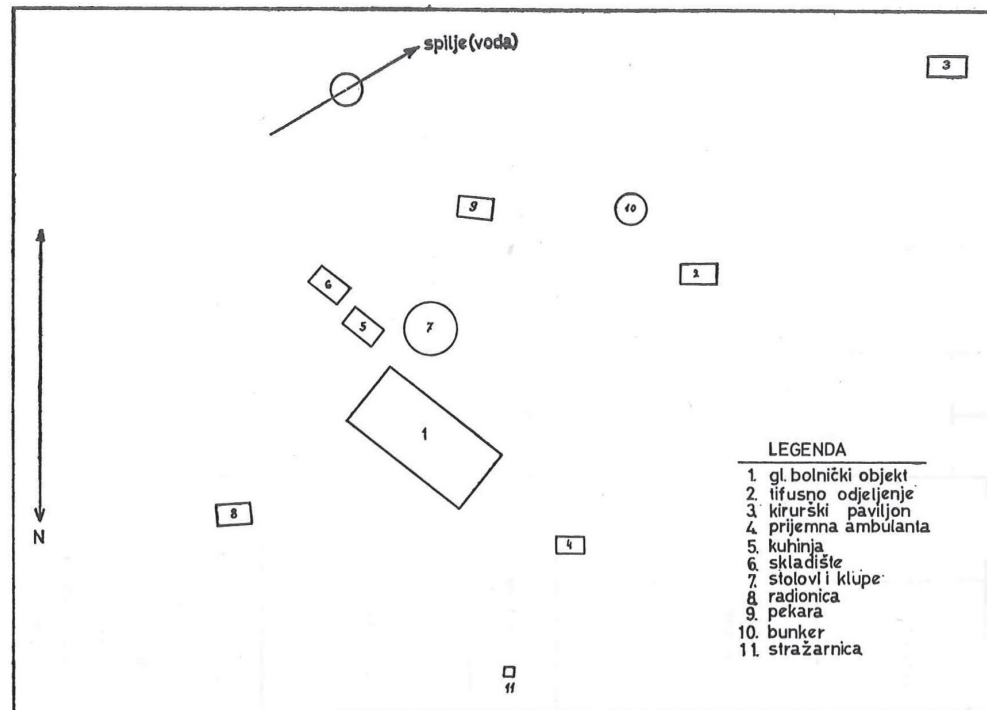 spilje(voda)
3
9
10
2
6
5
7
1
8
N
4
11
LEGENDA
1. gl. bolnički objekt
2. tifusno odjeljenje
3. kirurški paviljon
4. prijemna ambulanta
5. kuhinja
6. skladište
7. stolovi i klupe
8. radionica
9. pekara
10. bunker
11. stražarnica